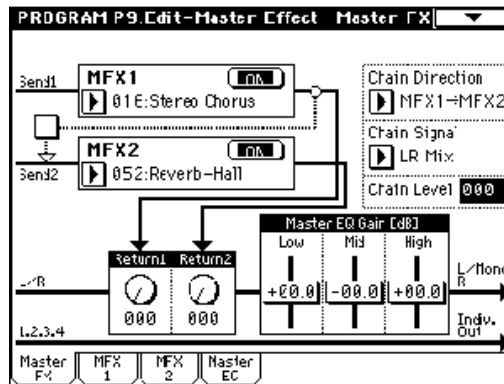 PROGRAM P9.Edit-Master Effect Master FX
Send1
MFX1
ON
016:Stereo Chorus
Chain Direction
MFX1→MFX2
Chain Signal
LR Mix
Chain Level 000
MFX2
ON
052:Reverb-Hall
Send2
Master EQ Gain [dB]
Low Mid High
+00.0 -00.0 +00.0
Return1 Return2
000 000
L/R
L/Mono
R
1.2.3.4
Indiv.
Out
Master
FX
MFX
1
MFX
2
Master
EQ